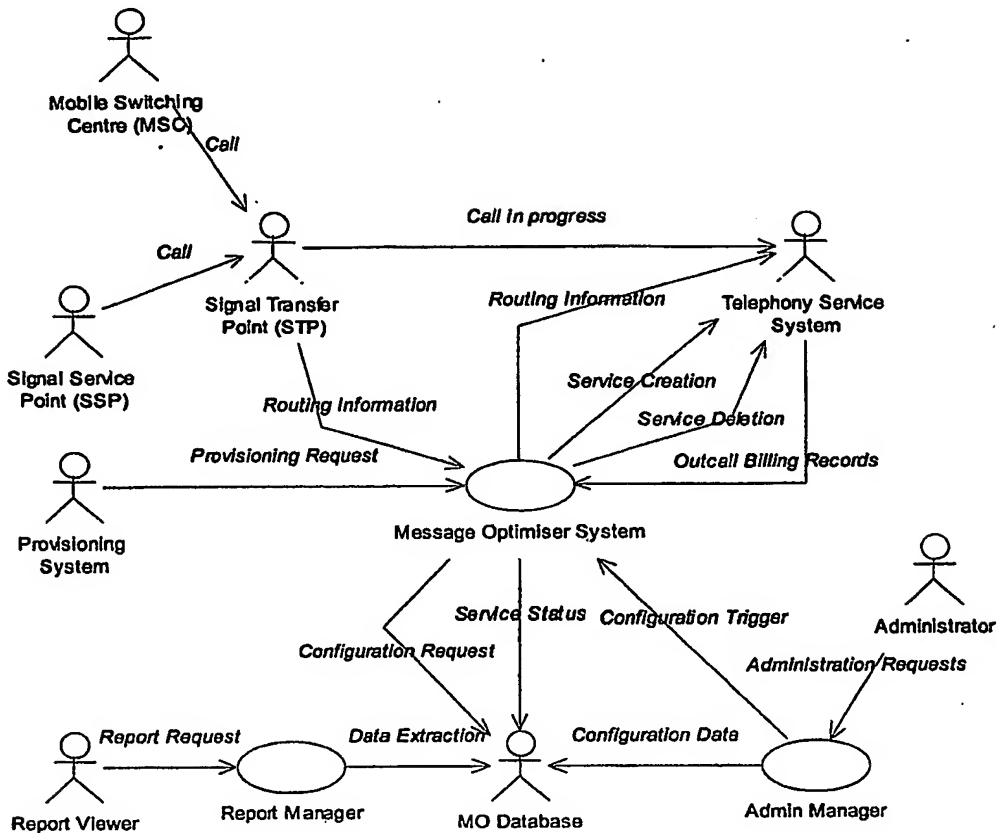 Mobile Switching
Centre (MSC)
Call
Call in progress
Call
Signal Transfer
Point (STP)
Routing Information
Telephony Service
System
Signal Service
Point (SSP)
Service Creation
Routing Information
Service Deletion
Provisioning Request
Outcall Billing Records
Provisioning
System
Message Optimiser System
Service Status
Configuration Trigger
Administrator
Configuration Request
Administration Requests
Report Request
Data Extraction
Configuration Data
Report Viewer
Report Manager
MO Database
Admin Manager